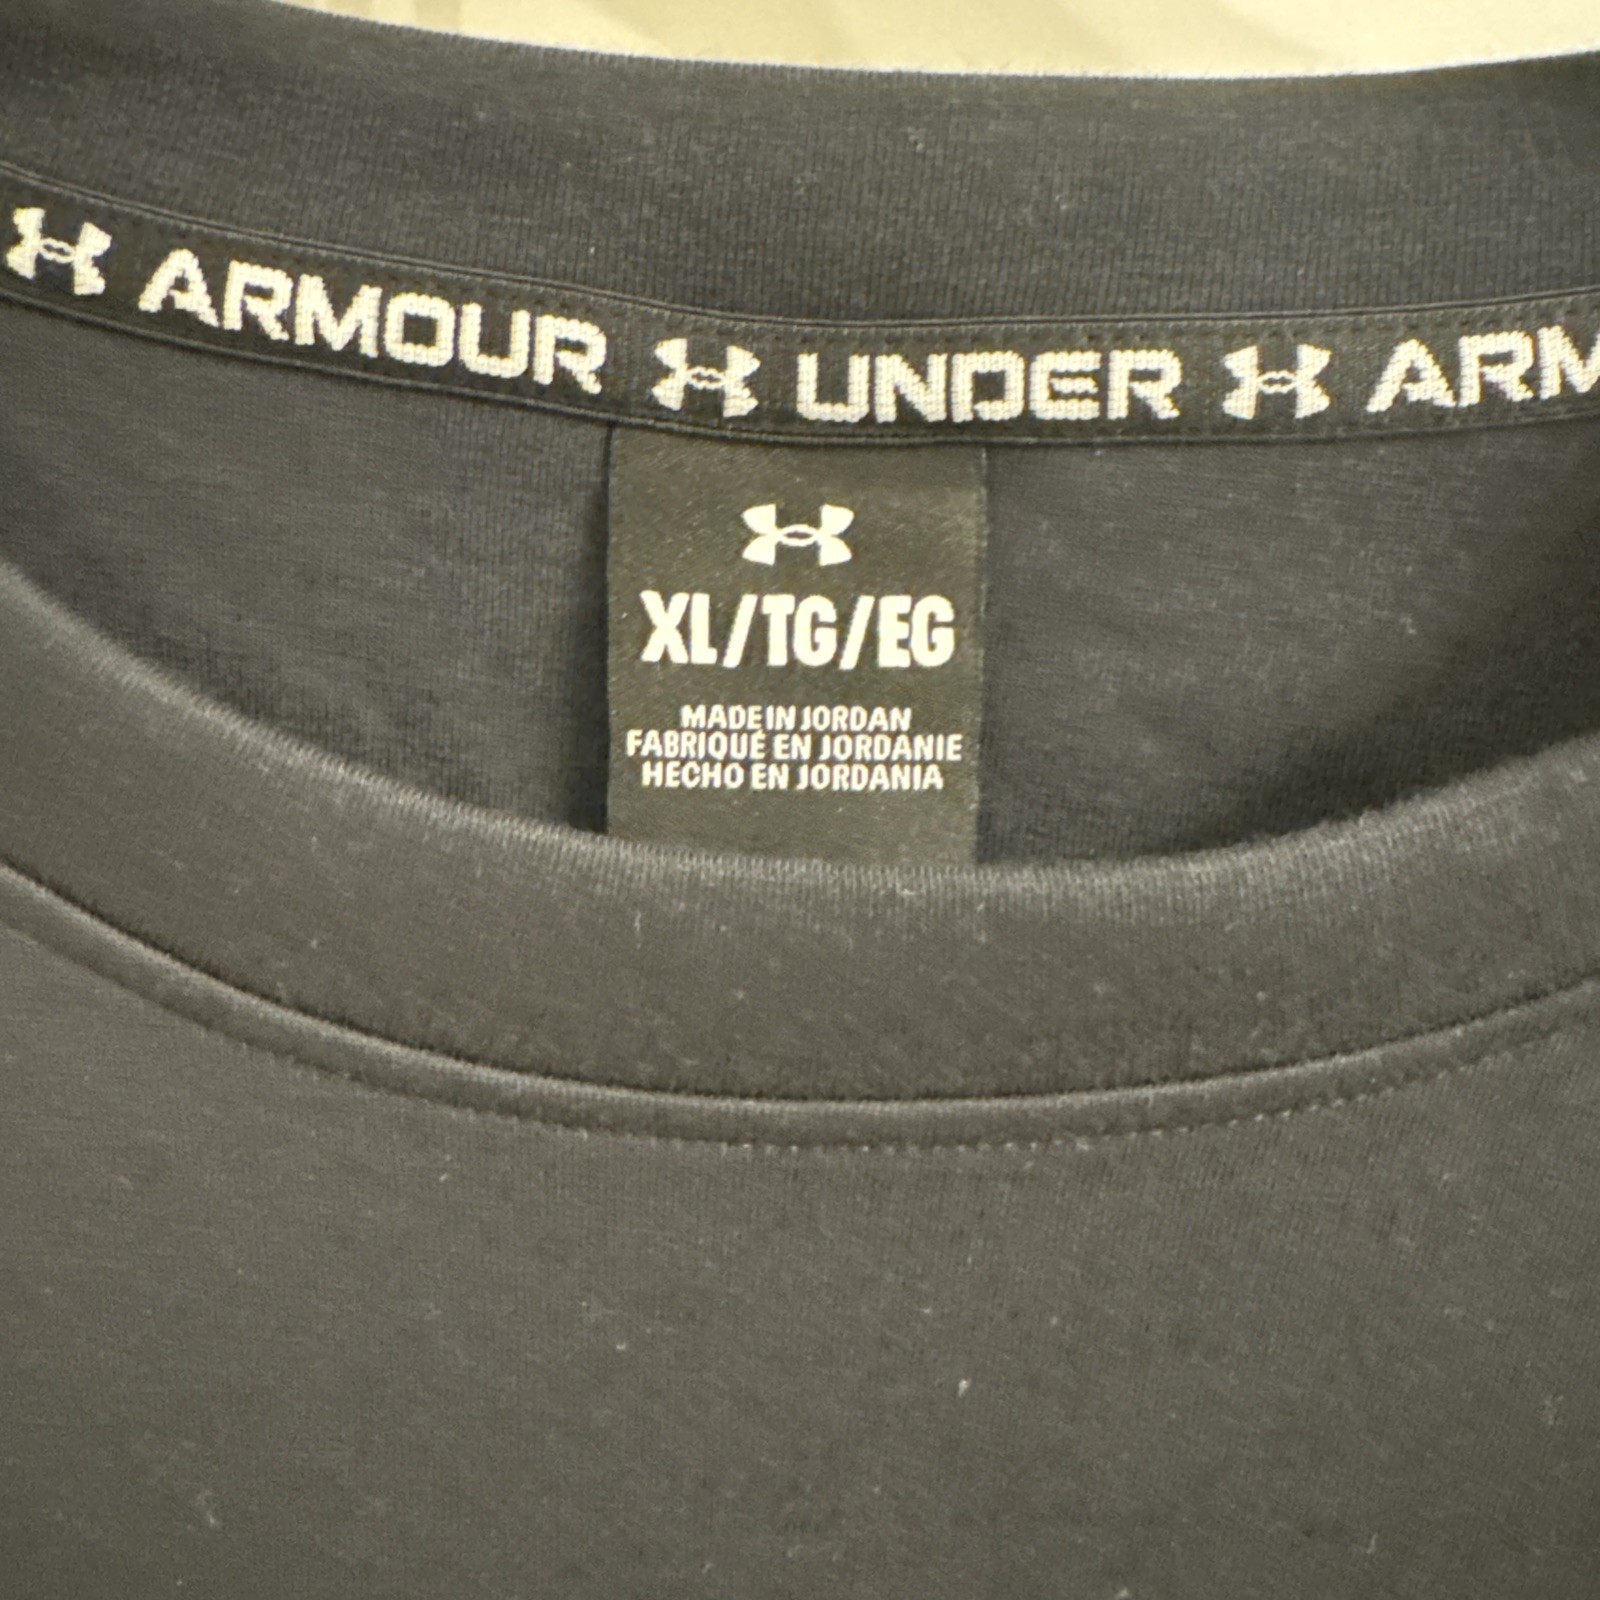 ARMOUR UNDER ARM
XL/TG/EG
MADE IN JORDAN
FABRIQUÉ EN JORDANIE
HECHO EN JORDANIA